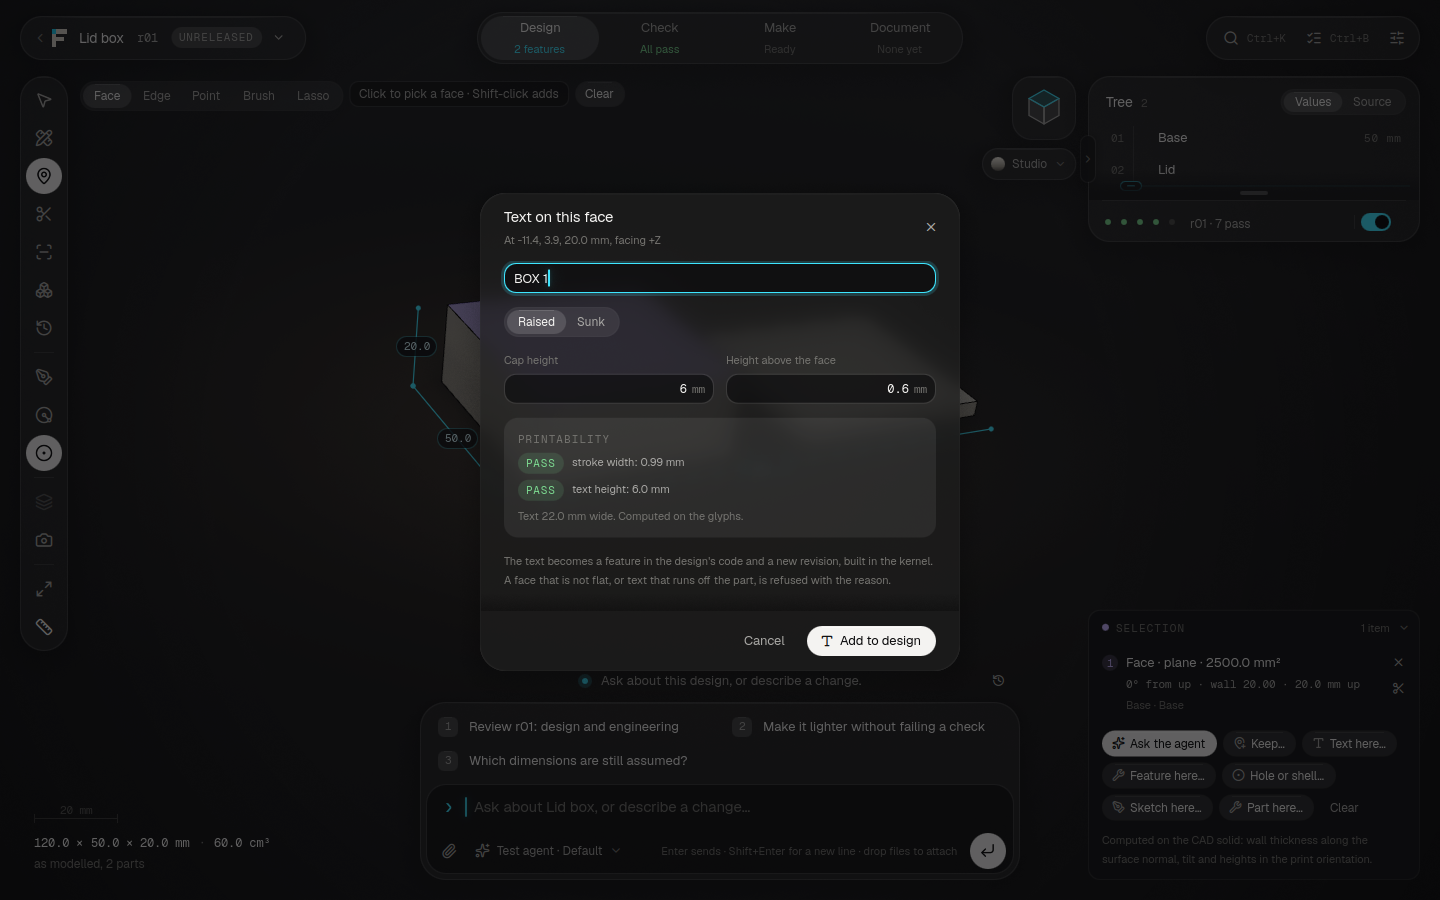 Lid box r01 UNRELEASED
Design
2 features
Check
All pass
Make
Ready
Document
None yet
Ctrl+K
Ctrl+B
Face Edge Point Brush Lasso
Click to pick a face · Shift-click adds
Clear
Studio
Tree 2
Values Source
01 Base 50 mm
02 Lid
r01 · 7 pass
20.0
50.0
Text on this face
At -11.4, 3.9, 20.0 mm, facing +Z
BOX 1
Raised Sunk
Cap height
6 mm
Height above the face
0.6 mm
PRINTABILITY
PASS stroke width: 0.99 mm
PASS text height: 6.0 mm
Text 22.0 mm wide. Computed on the glyphs.
The text becomes a feature in the design's code and a new revision, built in the kernel.
A face that is not flat, or text that runs off the part, is refused with the reason.
Cancel
Add to design
Ask about this design, or describe a change.
1 Review r01: design and engineering
2 Make it lighter without failing a check
3 Which dimensions are still assumed?
Ask about Lid box, or describe a change...
Test agent · Default
Enter sends · Shift+Enter for a new line · drop files to attach
20 mm
120.0 × 50.0 × 20.0 mm · 60.0 cm³
as modelled, 2 parts
SELECTION
1 item
1 Face · plane · 2500.0 mm²
0° from up · wall 20.00 · 20.0 mm up
Base · Base
Ask the agent
Keep...
Text here...
Feature here...
Hole or shell...
Sketch here...
Part here...
Clear
Computed on the CAD solid: wall thickness along the
surface normal, tilt and heights in the print orientation.